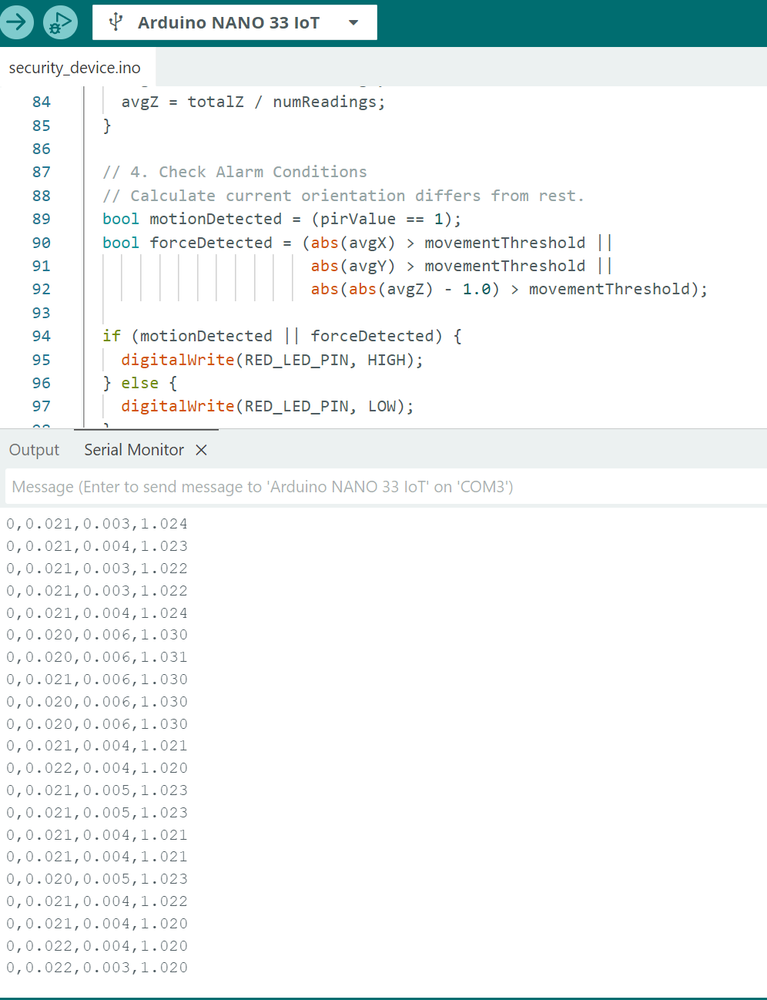 Arduino NANO 33 IoT
security_device.ino
84 avgZ = totalZ / numReadings;
85 }
86
87 // 4. Check Alarm Conditions
88 // Calculate current orientation differs from rest.
89 bool motionDetected = (pirValue == 1);
90 bool forceDetected = (abs(avgX) > movementThreshold ||
91 abs(avgY) > movementThreshold ||
92 abs(abs(avgZ) - 1.0) > movementThreshold);
93
94 if (motionDetected || forceDetected) {
95 digitalWrite(RED_LED_PIN, HIGH);
96 } else {
97 digitalWrite(RED_LED_PIN, LOW);
Output Serial Monitor
Message (Enter to send message to 'Arduino NANO 33 IoT' on 'COM3')
0,0.021,0.003,1.024
0,0.021,0.004,1.023
0,0.021,0.003,1.022
0,0.021,0.003,1.022
0,0.021,0.004,1.024
0,0.020,0.006,1.030
0,0.020,0.006,1.031
0,0.021,0.006,1.030
0,0.020,0.006,1.030
0,0.020,0.006,1.030
0,0.021,0.004,1.021
0,0.022,0.004,1.020
0,0.021,0.005,1.023
0,0.021,0.005,1.023
0,0.021,0.004,1.021
0,0.021,0.004,1.021
0,0.020,0.005,1.023
0,0.021,0.004,1.022
0,0.021,0.004,1.020
0,0.022,0.004,1.020
0,0.022,0.003,1.020